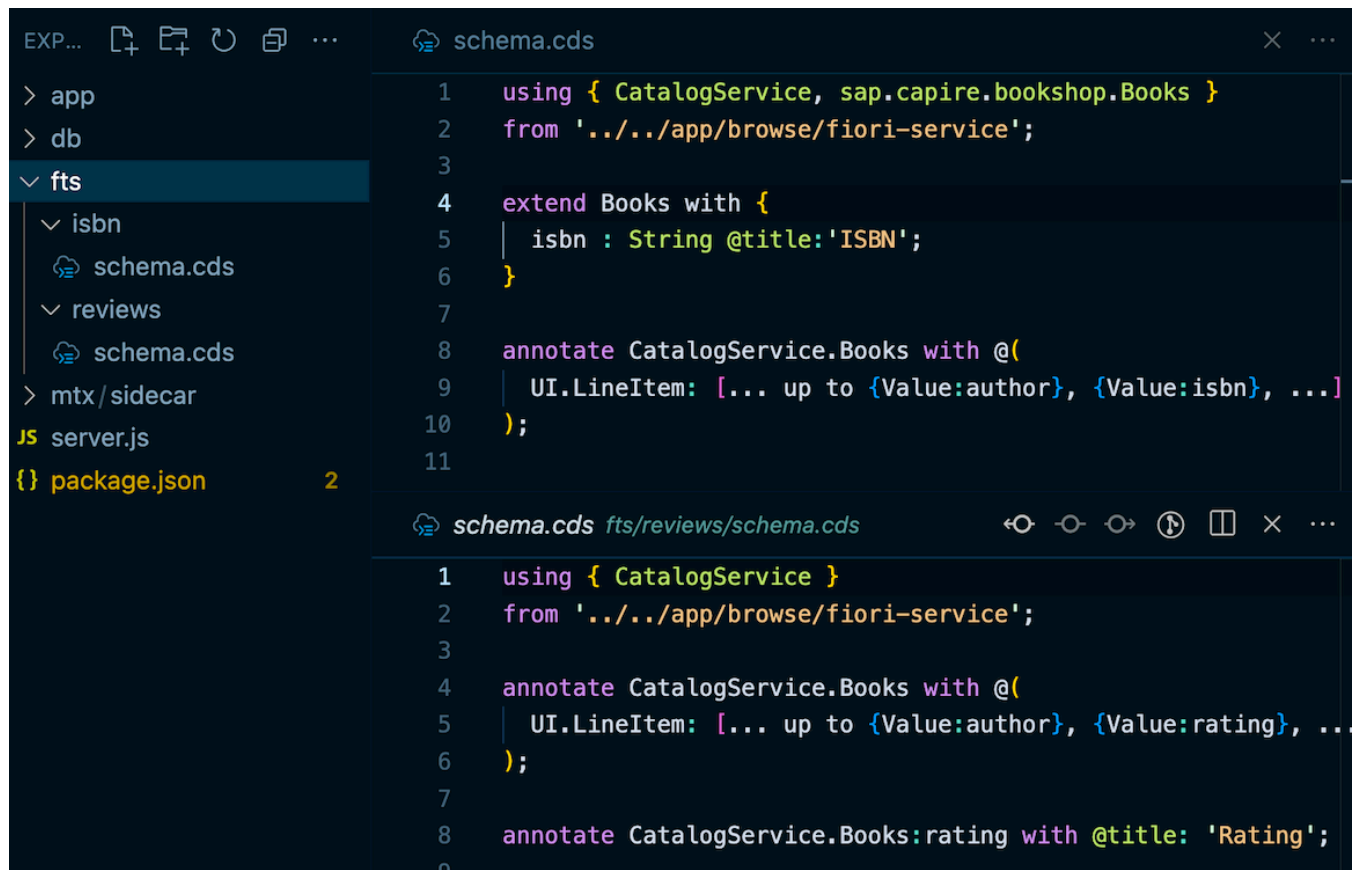 EXP... ...
app
db
fts
isbn
schema.cds
reviews
schema.cds
mtx/sidecar
JS server.js
{} package.json 2
schema.cds ...
1 using { CatalogService, sap.capire.bookshop.Books }
2 from '../../app/browse/fiori-service';
3
4 extend Books with {
5 isbn : String @title:'ISBN';
6 }
7
8 annotate CatalogService.Books with @(
9 UI.LineItem: [... up to {Value:author}, {Value:isbn}, ...]
10 );
11
schema.cds fts/reviews/schema.cds ...
1 using { CatalogService }
2 from '../../app/browse/fiori-service';
3
4 annotate CatalogService.Books with @(
5 UI.LineItem: [... up to {Value:author}, {Value:rating}, ..
6 );
7
8 annotate CatalogService.Books:rating with @title: 'Rating';